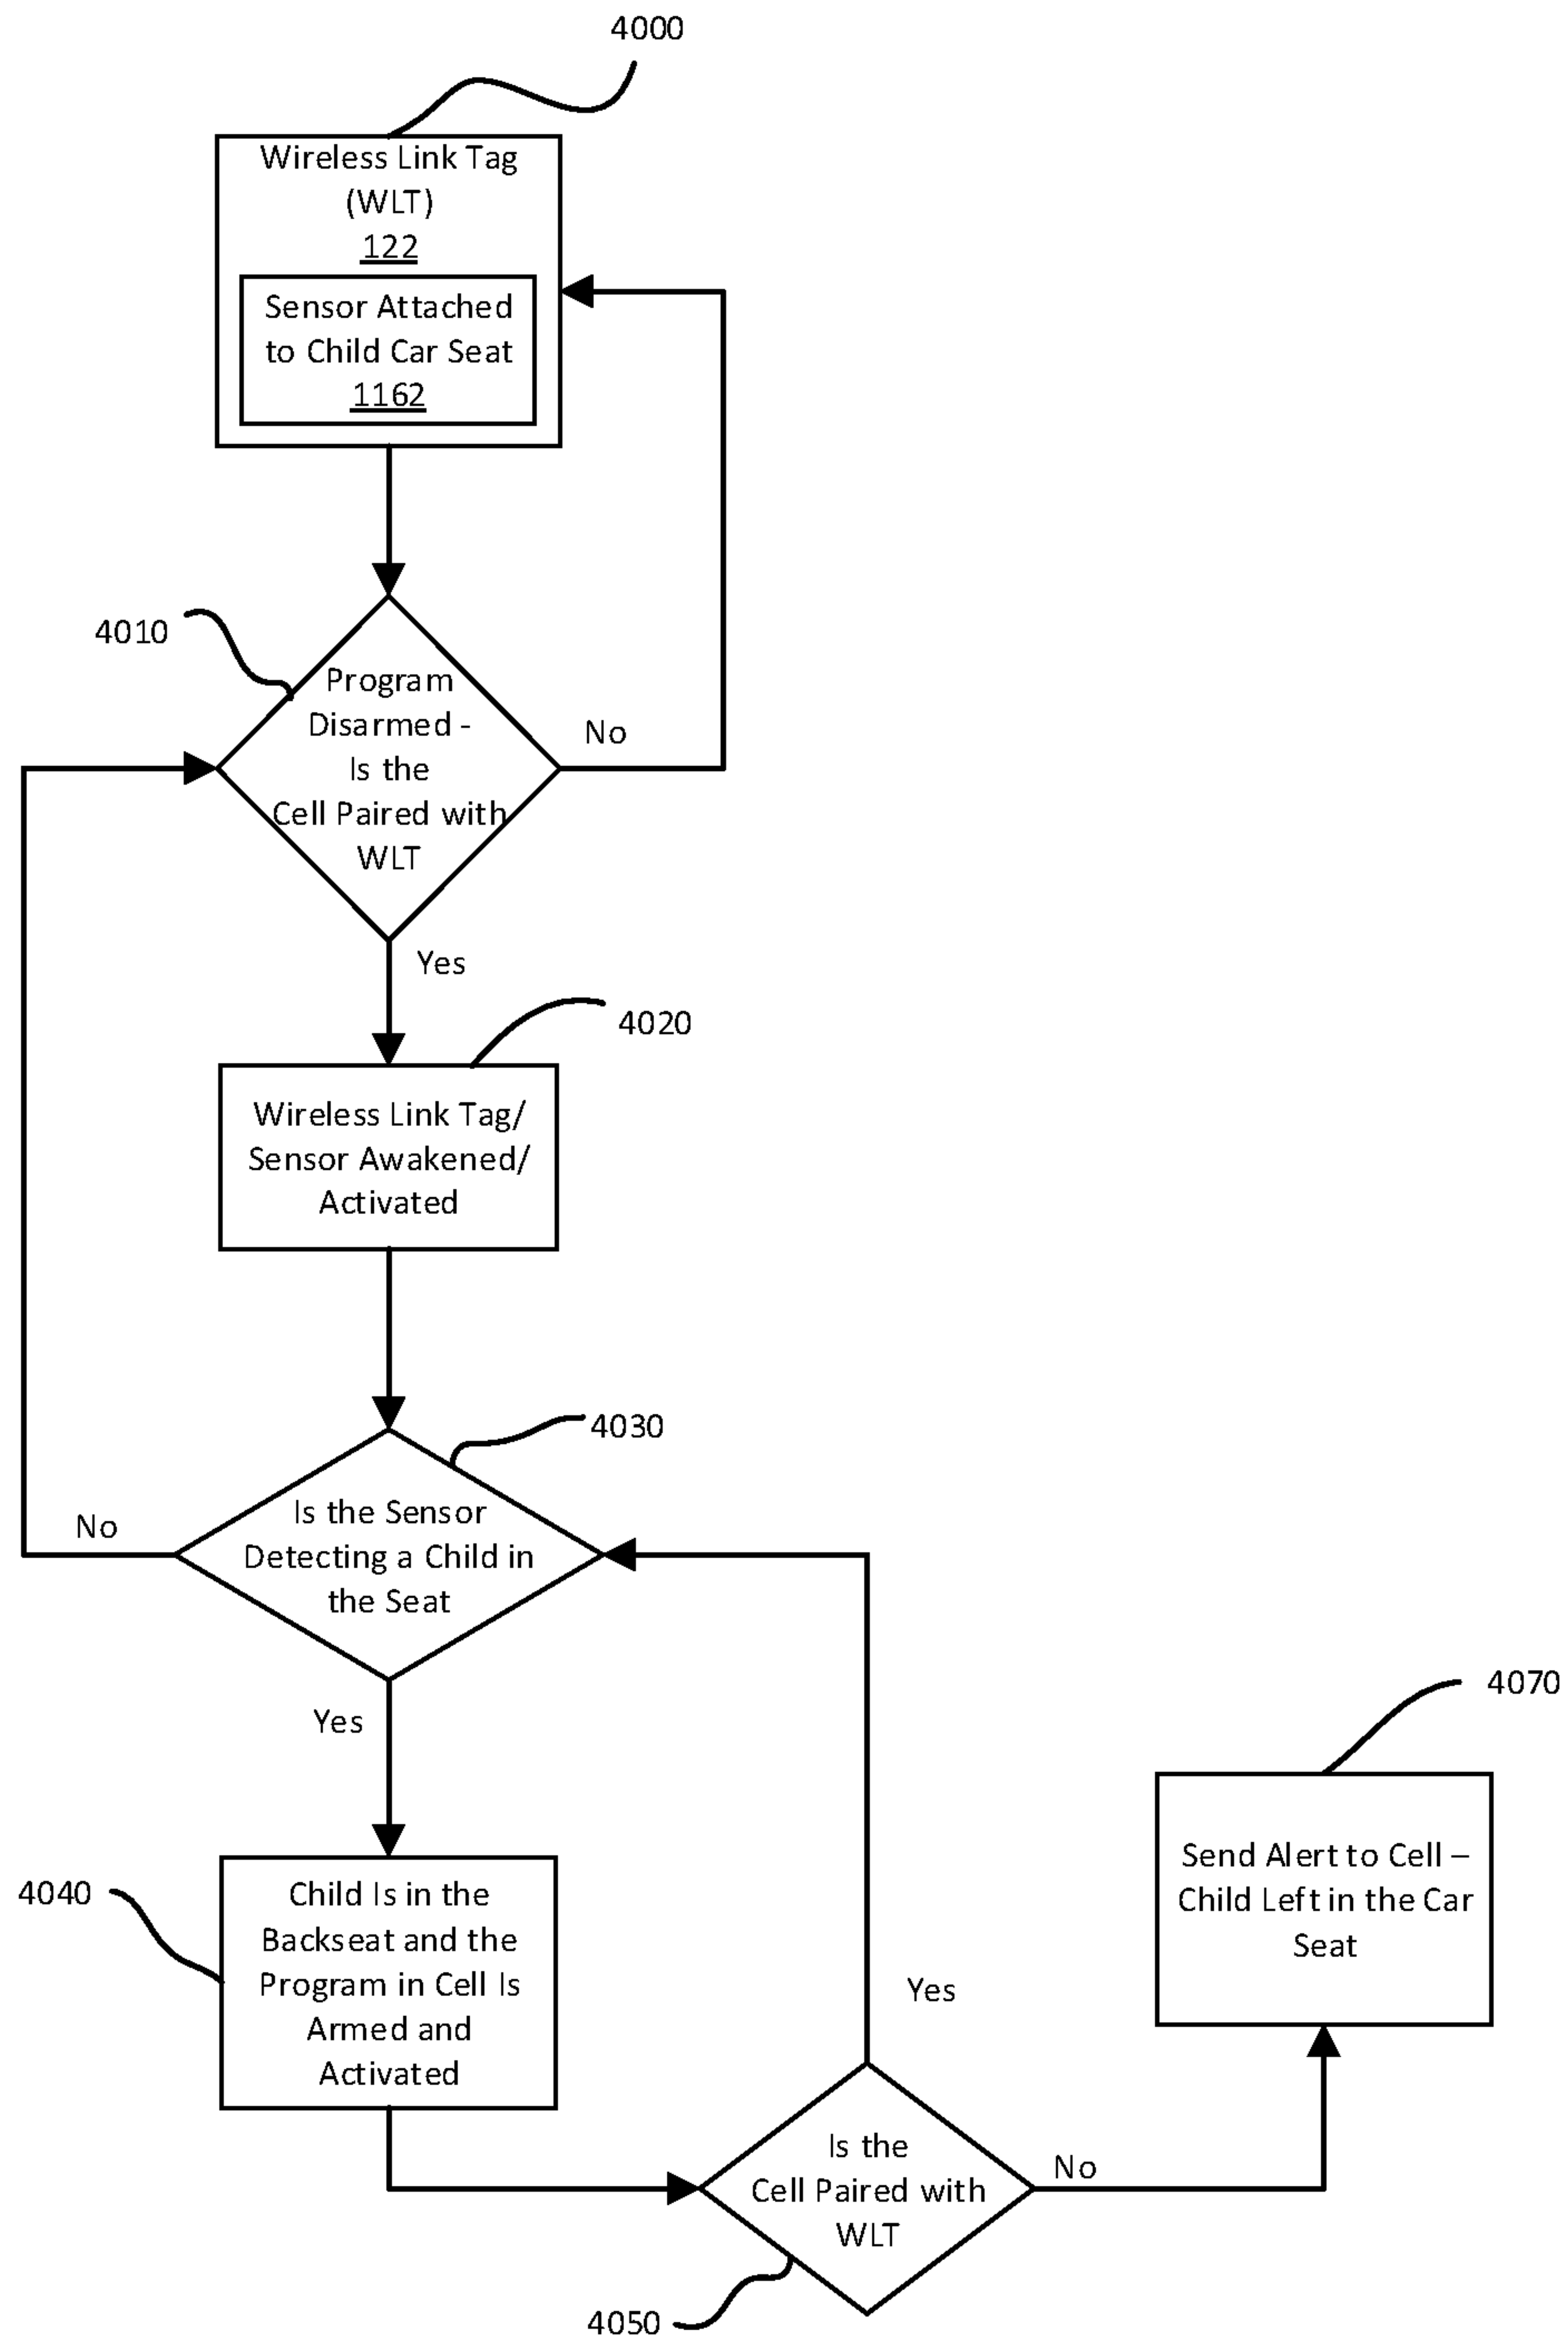 4000
Wireless Link Tag
(WLT)
122
Sensor Attached
to Child Car Seat
1162
4010
Program
Disarmed -
Is the
Cell Paired with
WLT
No
Yes
4020
Wireless Link Tag/
Sensor Awakened/
Activated
4030
Is the Sensor
Detecting a Child in
the Seat
No
Yes
4040
Child Is in the
Backseat and the
Program in Cell Is
Armed and
Activated
Yes
Is the
Cell Paired with
WLT
No
4050
4070
Send Alert to Cell –
Child Left in the Car
Seat